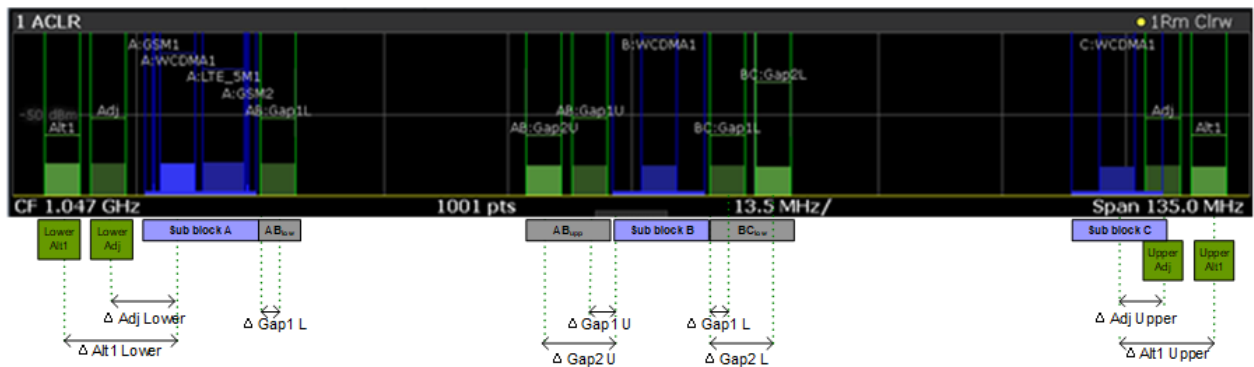 1 ACLR
1Rm Clrw
A:GSM1
B:WCDMA1
C:WCDMA1
A:WCDMA1
A:LTE_5M1
BC:Gap2L
A:GSM2
-50 dBm
Adj
AB:Gap1L
AB:Gap1U
Adj
Alt1
AB:Gap2U
BC:Gap1L
Alt1
CF 1.047 GHz
1001 pts
13.5 MHz/
Span 135.0 MHz
Lower Alt1
Lower Adj
Sub block A
ABlow
ABupp
Sub block B
BClow
Sub block C
Upper Adj
Upper Alt1
Δ Adj Lower
Δ Gap1 L
Δ Gap1 U
Δ Gap1 L
Δ Adj Upper
Δ Alt1 Lower
Δ Gap2 U
Δ Gap2 L
Δ Alt1 Upper